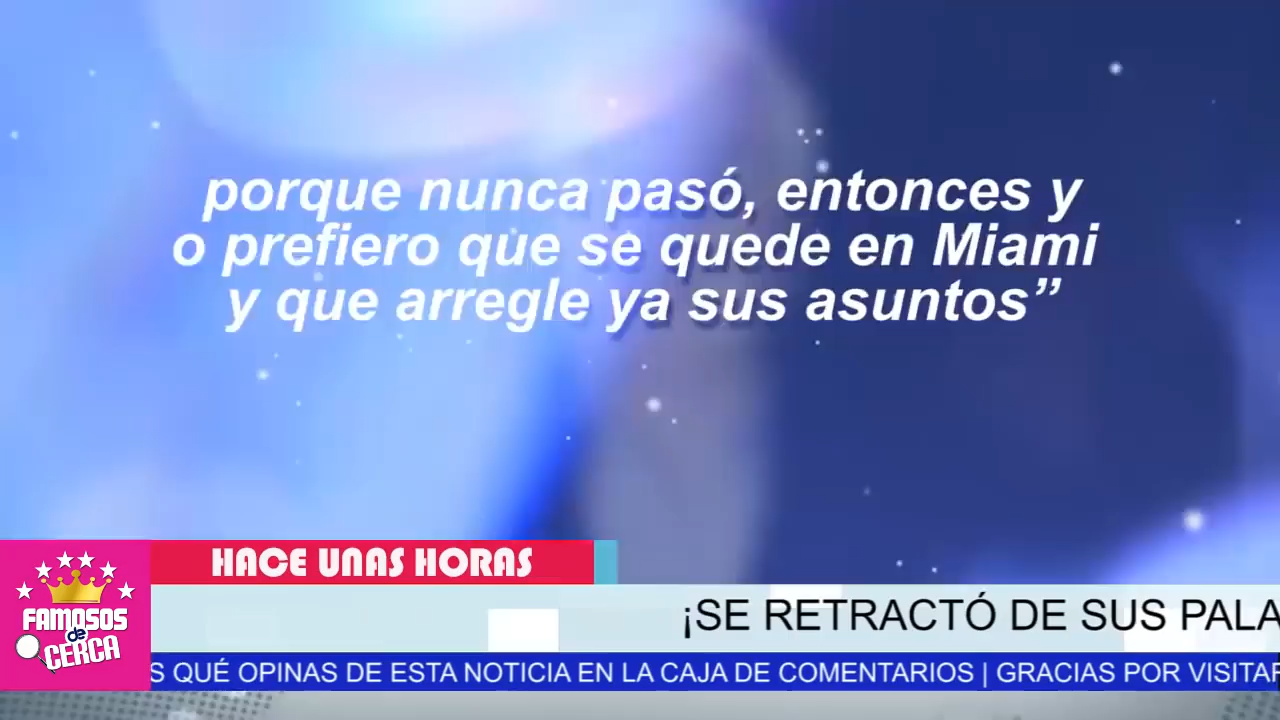 porque nunca pasó, entonces y
o prefiero que se quede en Miami
y que arregle ya sus asuntos”
HACE UNAS HORAS
FAMOSOS
de
CERCA
¡SE RETRACTÓ DE SUS PALA
S QUÉ OPINAS DE ESTA NOTICIA EN LA CAJA DE COMENTARIOS | GRACIAS POR VISITAR